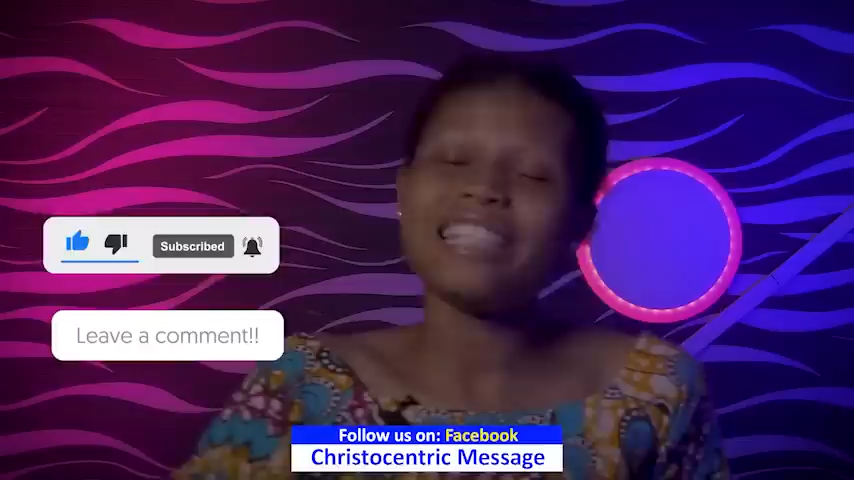 Subscribed
Leave a comment!!
Follow us on: Facebook
Christocentric Message